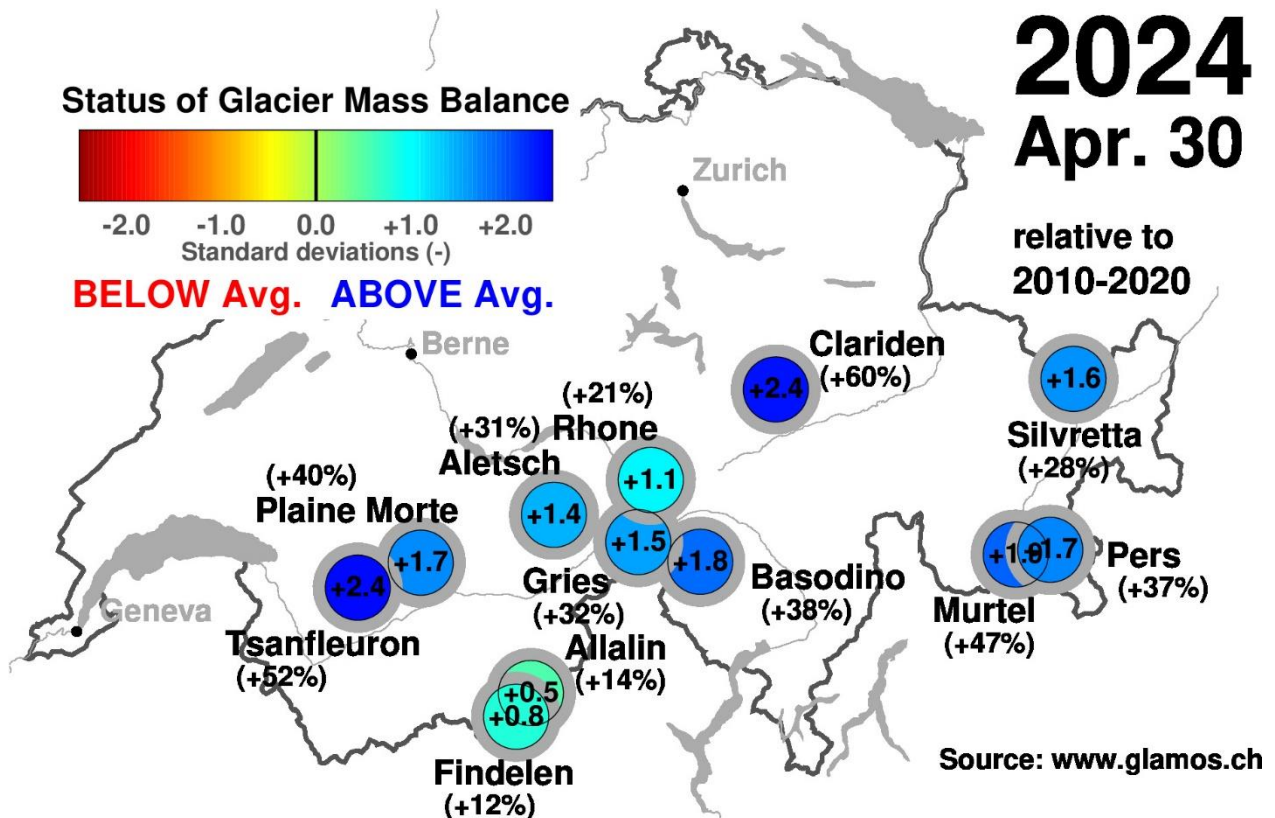 2024
Apr. 30
relative to
2010-2020
Status of Glacier Mass Balance
-2.0 -1.0 0.0 +1.0 +2.0
Standard deviations (-)
BELOW Avg. ABOVE Avg.
Zurich
Berne
Geneva
Clariden
(+60%)
+2.4
+1.6
Silvretta
(+28%)
(+21%)
Rhone
+1.1
(+31%)
Aletsch
+1.4
(+40%)
Plaine Morte
+1.7
+2.4
Tsanfleuron
(+52%)
+1.5
Gries
(+32%)
+1.8
Basodino
(+38%)
+1.9
Murtel
(+47%)
+1.7
Pers
(+37%)
Allalin
(+14%)
+0.5
+0.8
Findelen
(+12%)
Source: www.glamos.ch